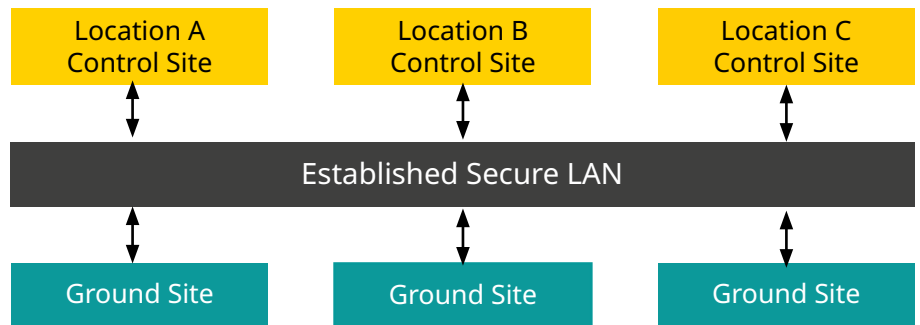 Location A
Control Site
Location B
Control Site
Location C
Control Site
Established Secure LAN
Ground Site
Ground Site
Ground Site